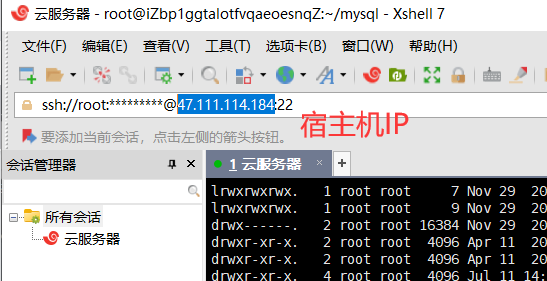 云服务器 - root@iZbp1ggtalotfvqaeoesnqZ:~/mysql - Xshell 7
文件(F) 编辑(E) 查看(V) 工具(T) 选项卡(B) 窗口(W) 帮助(H)
ssh://root:*********@47.111.114.184:22
宿主机IP
要添加当前会话，点击左侧的箭头按钮。
会话管理器
1 云服务器
所有会话
云服务器
lrwxrwxrwx. 1 root root 7 Nov 29 20
lrwxrwxrwx. 1 root root 9 Nov 29 20
drwx------. 2 root root 16384 Nov 29 20
drwxr-xr-x. 2 root root 4096 Apr 11 20
drwxr-xr-x. 2 root root 4096 Apr 11 20
drwxr-xr-x. 4 root root 4096 Jul 11 14: